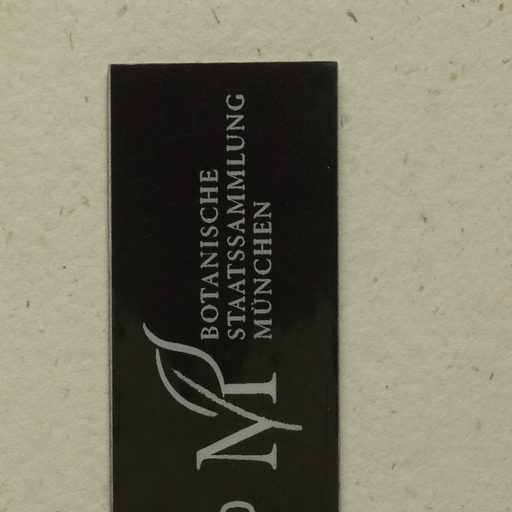 BOTANISCHE
STAATSSAMMLUNG
MÜNCHEN
M